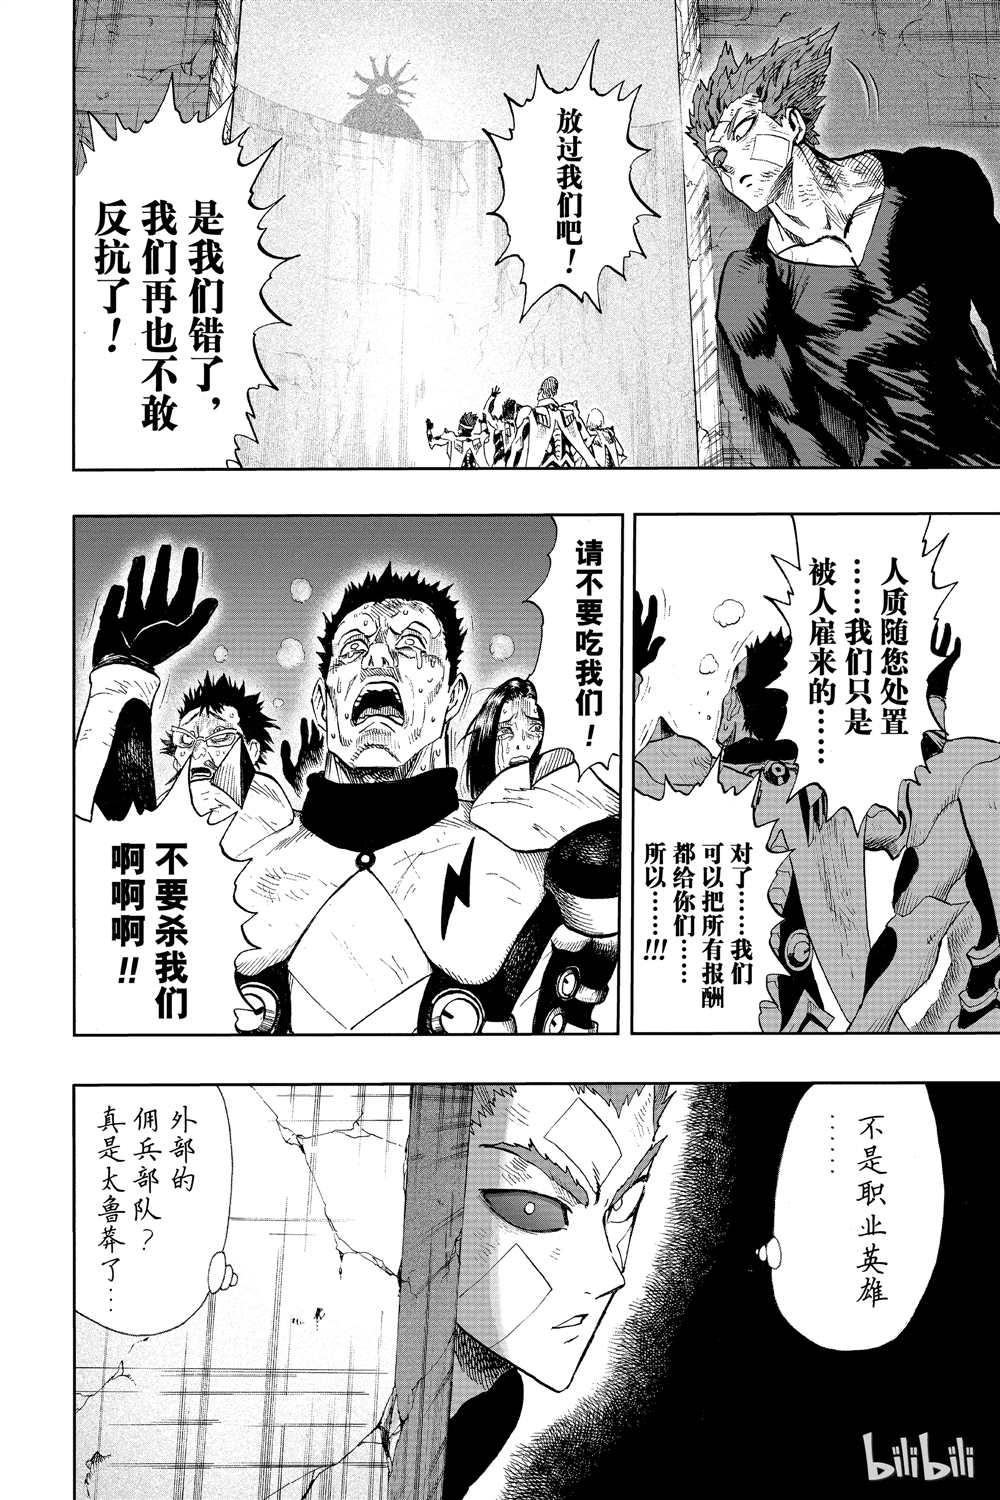 放过我们吧！
是我们错了，
我们再也不敢
反抗了！
人质随您处置
……我们只是
被人雇来的……
对了……我们
可以把所有报酬
都给你们……
所以……!!!
请不要吃我们！
不要杀我们
啊啊啊!!
不是职业英雄
……
外部的
佣兵部队？
真是太鲁莽了……
bilibili